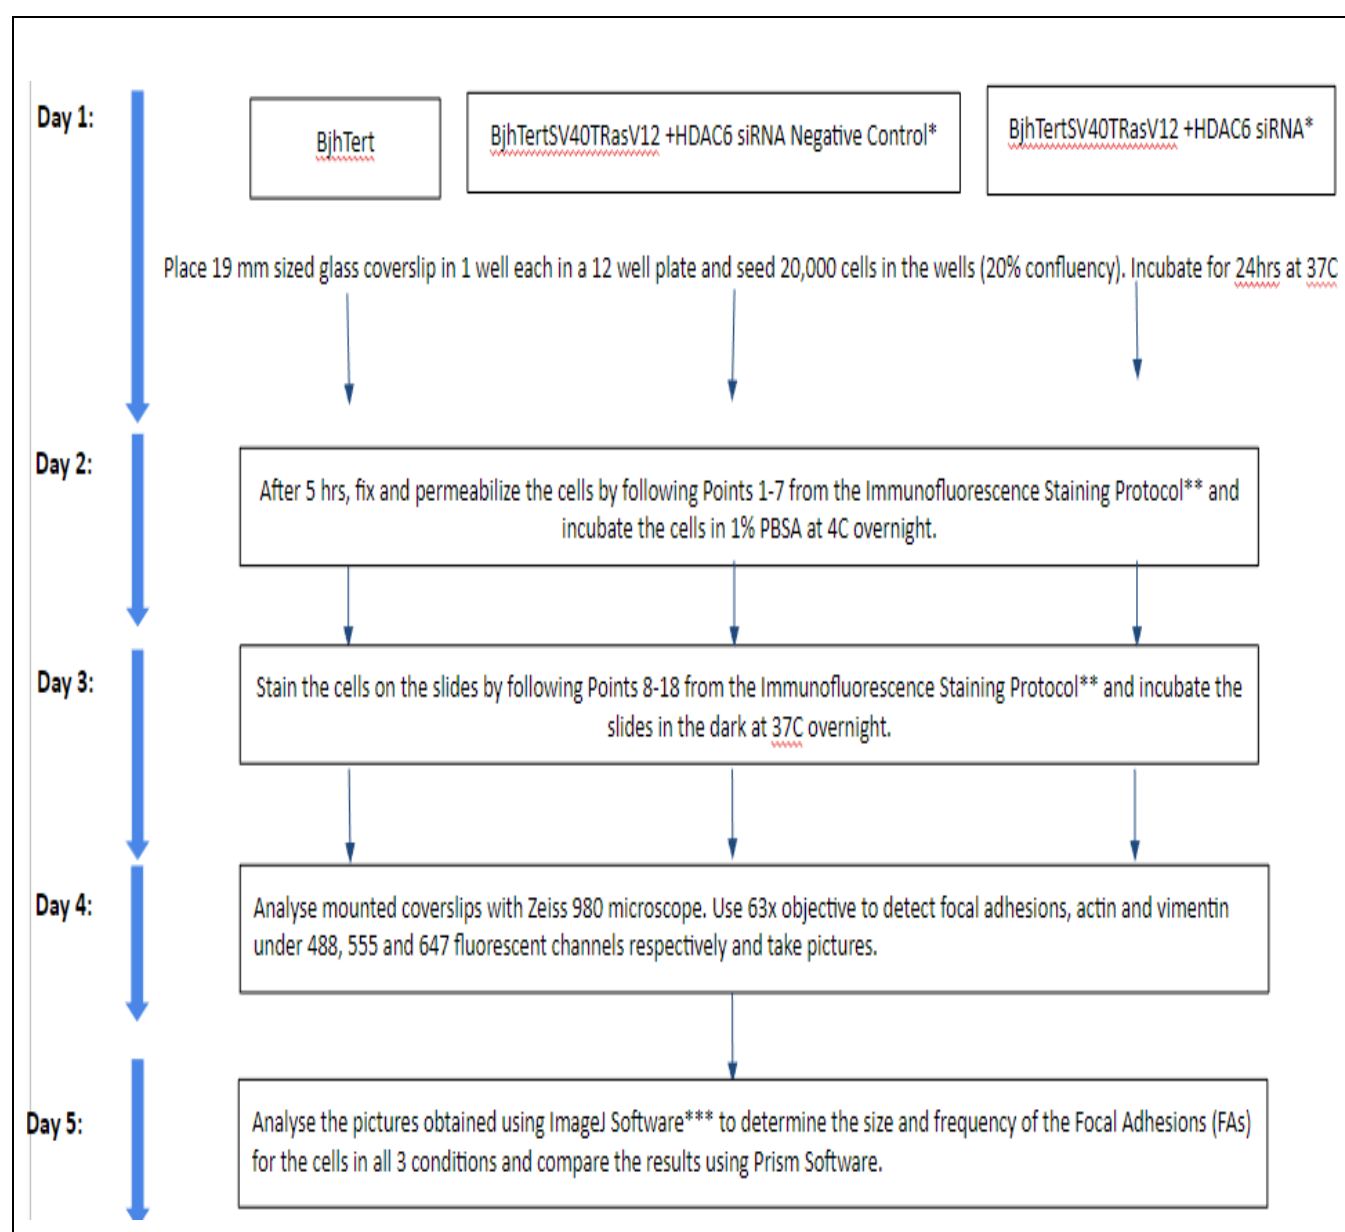 Day 1:
BjhTert
BjhTertSV40TRasV12 +HDAC6 siRNA Negative Control*
BjhTertSV40TRasV12 +HDAC6 siRNA*
Place 19 mm sized glass coverslip in 1 well each in a 12 well plate and seed 20,000 cells in the wells (20% confluency). Incubate for 24hrs at 37C
Day 2:
After 5 hrs, fix and permeabilize the cells by following Points 1-7 from the Immunofluorescence Staining Protocol** and
incubate the cells in 1% PBSA at 4C overnight.
Day 3:
Stain the cells on the slides by following Points 8-18 from the Immunofluorescence Staining Protocol** and incubate the
slides in the dark at 37C overnight.
Day 4:
Analyse mounted coverslips with Zeiss 980 microscope. Use 63x objective to detect focal adhesions, actin and vimentin
under 488, 555 and 647 fluorescent channels respectively and take pictures.
Day 5:
Analyse the pictures obtained using ImageJ Software*** to determine the size and frequency of the Focal Adhesions (FAs)
for the cells in all 3 conditions and compare the results using Prism Software.